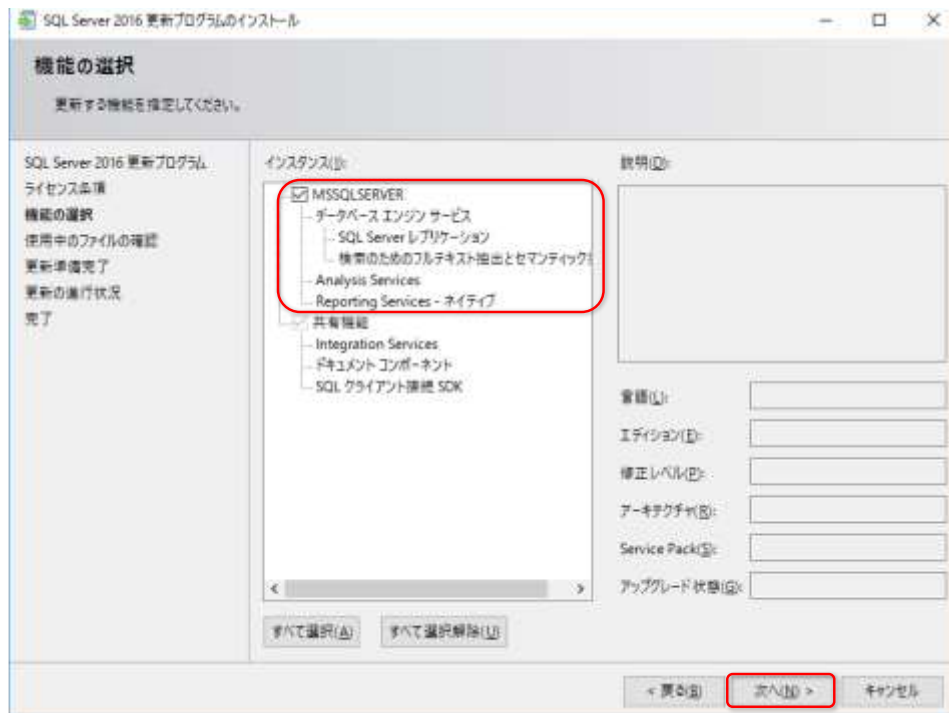 SQL Server 2016 更新プログラムのインストール
機能の選択
更新する機能を指定してください。
SQL Server 2016 更新プログラム
ライセンス条項
機能の選択
使用中のファイルの確認
更新準備完了
更新の進行状況
完了
インスタンス(I):
MSSQLSERVER
データベース エンジン サービス
SQL Server レプリケーション
検索のためのフルテキスト抽出とセマンティック
Analysis Services
Reporting Services - ネイティブ
共有機能
Integration Services
ドキュメント コンポーネント
SQL クライアント接続 SDK
すべて選択(A)
すべて選択解除(U)
説明(D):
言語(L):
エディション(E):
修正レベル(P):
アーキテクチャ(R):
Service Pack(S):
アップグレード状態(G):
< 戻る(B)
次へ(N) >
キャンセル